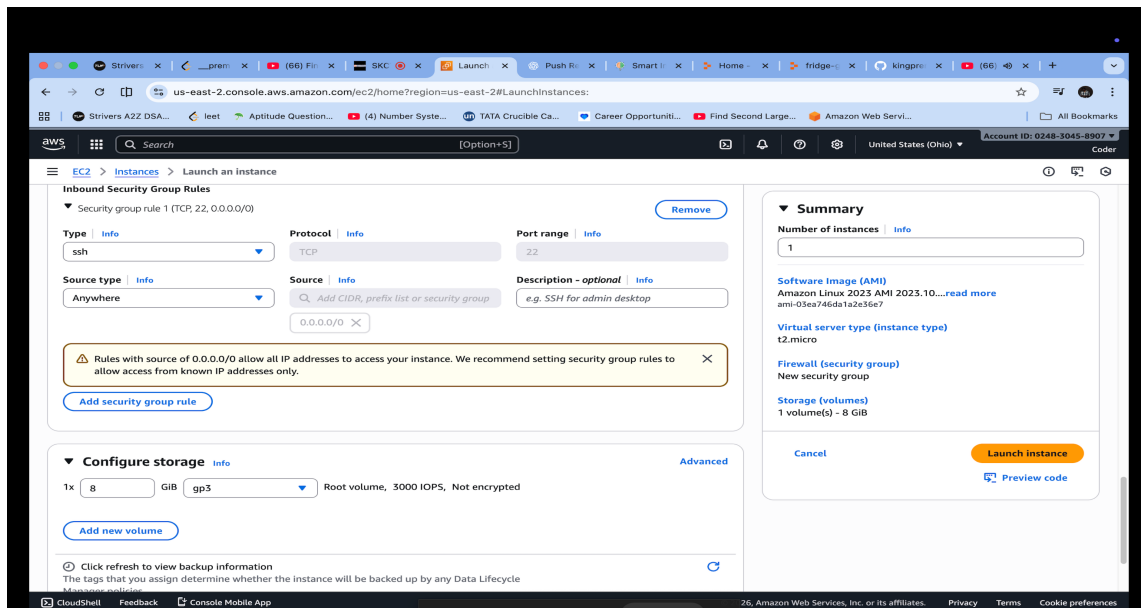 Strivers
__prem
(66) Fin
SKC
Launch
Push Re
Smart In
Home -
fridge-g
kingpre
(66)
us-east-2.console.aws.amazon.com/ec2/home?region=us-east-2#LaunchInstances:
Strivers A2Z DSA...
leet
Aptitude Question...
(4) Number Syste...
TATA Crucible Ca...
Career Opportuniti...
Find Second Large...
Amazon Web Servi...
All Bookmarks
aws
Search
[Option+S]
United States (Ohio)
Account ID: 0248-3045-8907
Coder
EC2 > Instances > Launch an instance
Inbound Security Group Rules
Security group rule 1 (TCP, 22, 0.0.0.0/0)
Remove
Type Info
Protocol Info
Port range Info
ssh
TCP
22
Source type Info
Source Info
Description - optional Info
Anywhere
Add CIDR, prefix list or security group
e.g. SSH for admin desktop
0.0.0.0/0
Rules with source of 0.0.0.0/0 allow all IP addresses to access your instance. We recommend setting security group rules to
allow access from known IP addresses only.
Add security group rule
Configure storage Info
Advanced
1x 8 GiB gp3 Root volume, 3000 IOPS, Not encrypted
Add new volume
Click refresh to view backup information
The tags that you assign determine whether the instance will be backed up by any Data Lifecycle
Manager policies.
Summary
Number of instances Info
1
Software Image (AMI)
Amazon Linux 2023 AMI 2023.10....read more
ami-03ea746da1a2e36e7
Virtual server type (instance type)
t2.micro
Firewall (security group)
New security group
Storage (volumes)
1 volume(s) - 8 GiB
Cancel
Launch instance
Preview code
CloudShell Feedback Console Mobile App
26, Amazon Web Services, Inc. or its affiliates. Privacy Terms Cookie preferences